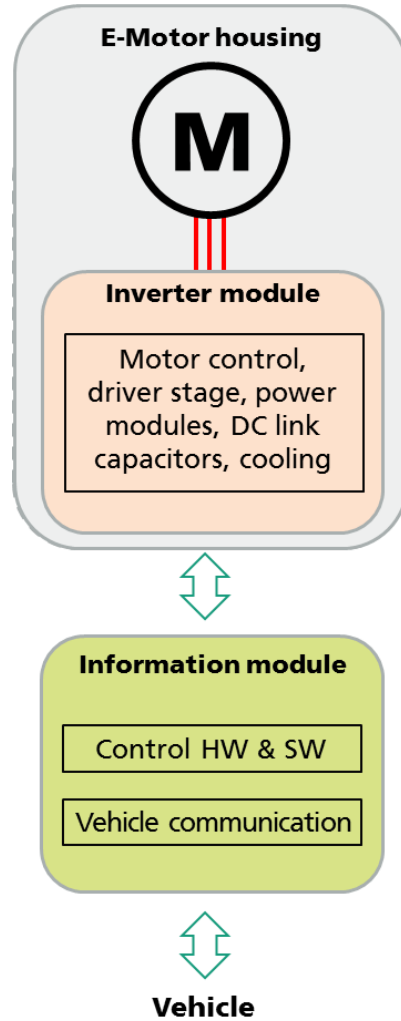 E-Motor housing
M
Inverter module
Motor control,
driver stage, power
modules, DC link
capacitors, cooling
Information module
Control HW & SW
Vehicle communication
Vehicle